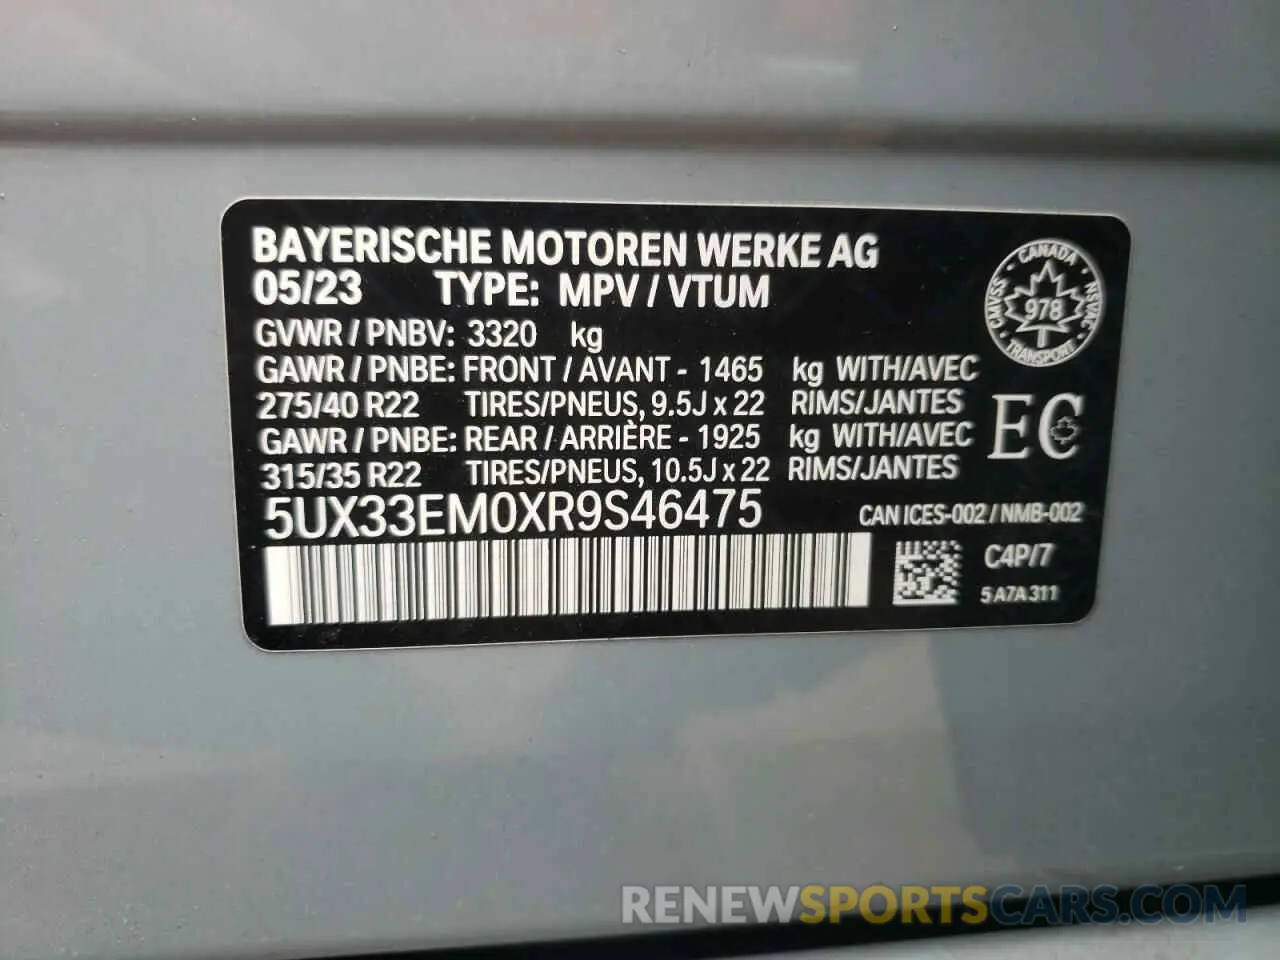 BAYERISCHE MOTOREN WERKE AG
05/23 TYPE: MPV / VTUM
GVWR / PNBV: 3320 kg
GAWR / PNBE: FRONT / AVANT - 1465 kg WITH/AVEC
275/40 R22 TIRES/PNEUS, 9.5J x 22 RIMS/JANTES
GAWR / PNBE: REAR / ARRIÈRE - 1925 kg WITH/AVEC
315/35 R22 TIRES/PNEUS, 10.5J x 22 RIMS/JANTES
5UX33EM0XR9S46475
CANADA
CMVSS 978 NSVAC
TRANSPORT
EC
CAN ICES-002 / NMB-002
C4P/7
5 A7A 311
RENEWSPORTSCARS.COM